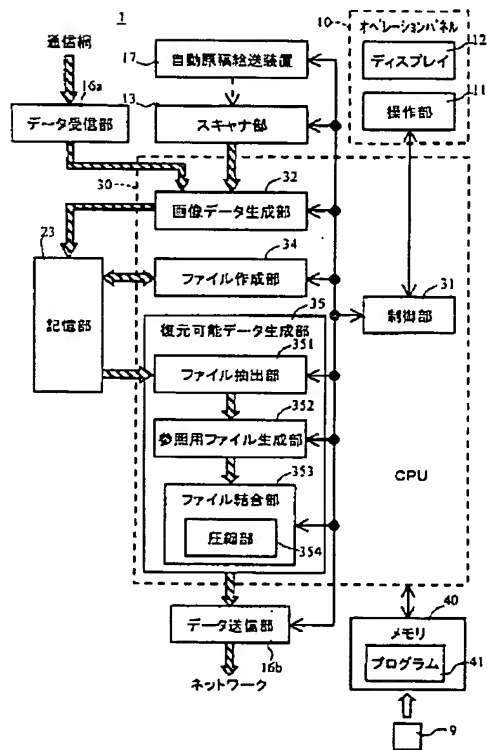 1
通信網
16a
データ受信部
17
自動原稿給送装置
13
スキャナ部
10
オペレーションパネル
12
ディスプレイ
11
操作部
30
32
画像データ生成部
23
記憶部
34
ファイル作成部
31
制御部
35
復元可能データ生成部
351
ファイル抽出部
352
参照用ファイル生成部
353
ファイル結合部
圧縮部
354
CPU
データ送信部
16b
ネットワーク
40
メモリ
プログラム
41
9